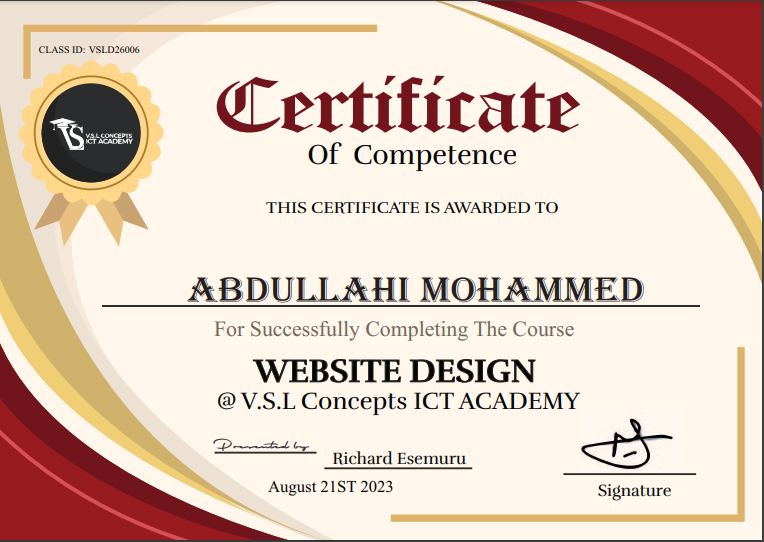 CLASS ID: VSLD26006
VS
V.S.L CONCEPTS
ICT ACADEMY
Certificate
Of Competence
THIS CERTIFICATE IS AWARDED TO
ABDULLAHI MOHAMMED
For Successfully Completing The Course
WEBSITE DESIGN
@ V.S.L Concepts ICT ACADEMY
Presented by
Richard Esemuru
August 21ST 2023
Signature